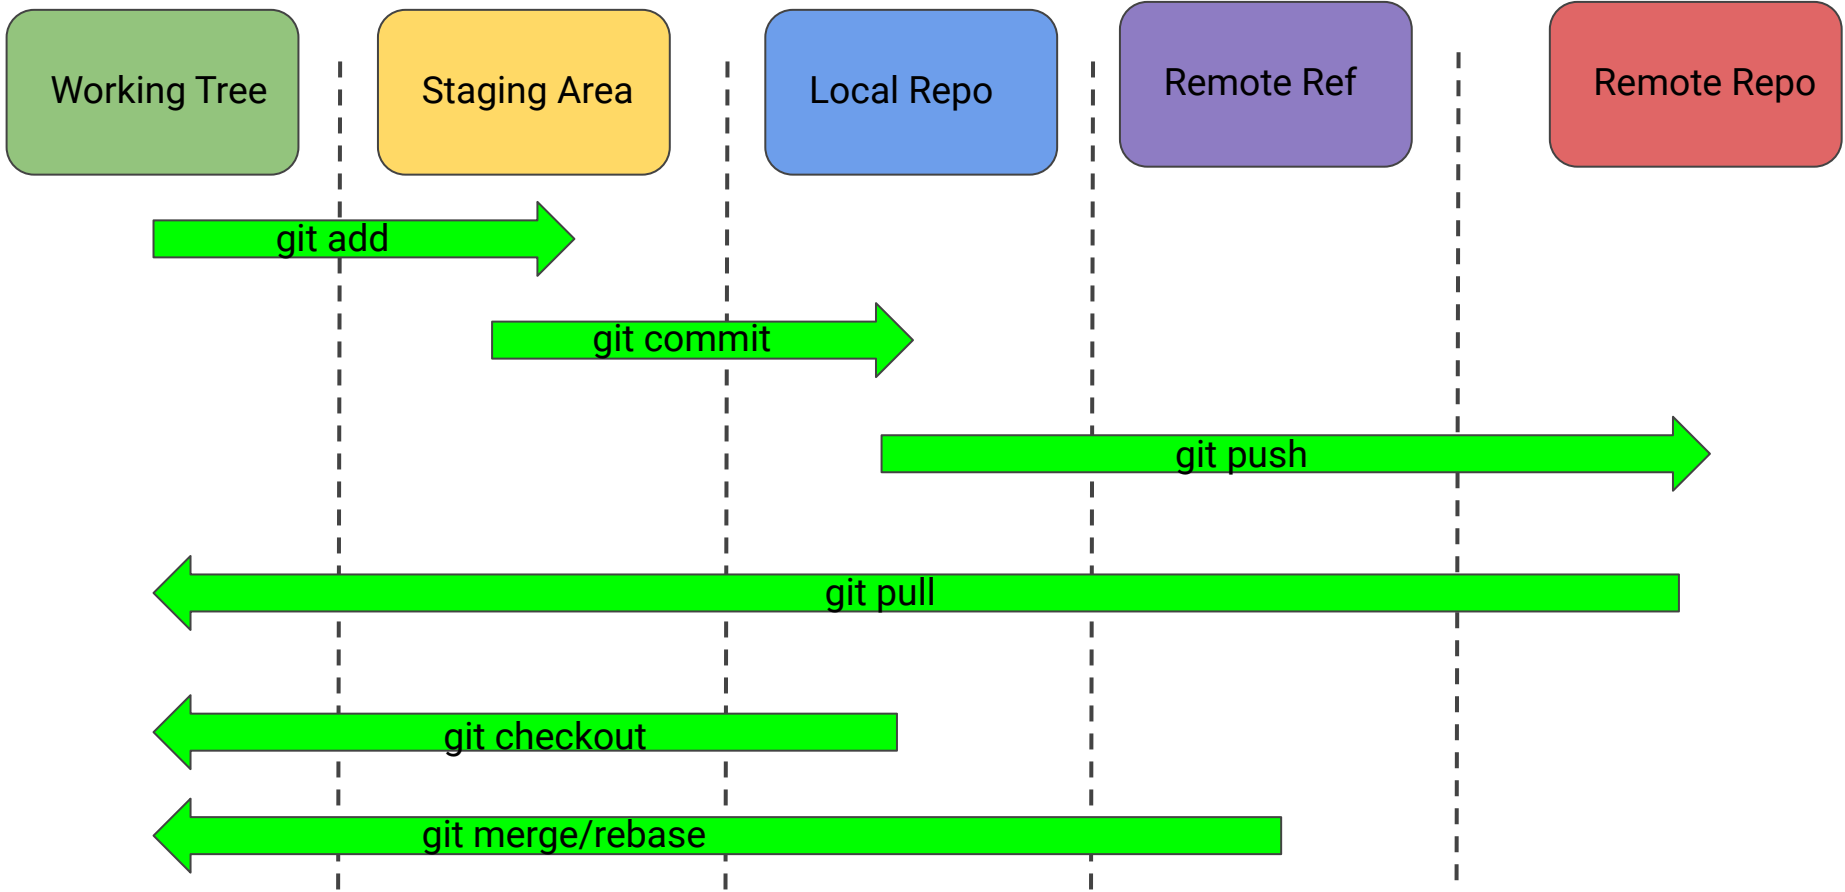 Working Tree
Staging Area
Local Repo
Remote Ref
Remote Repo
git add
git commit
git push
git pull
git checkout
git merge/rebase